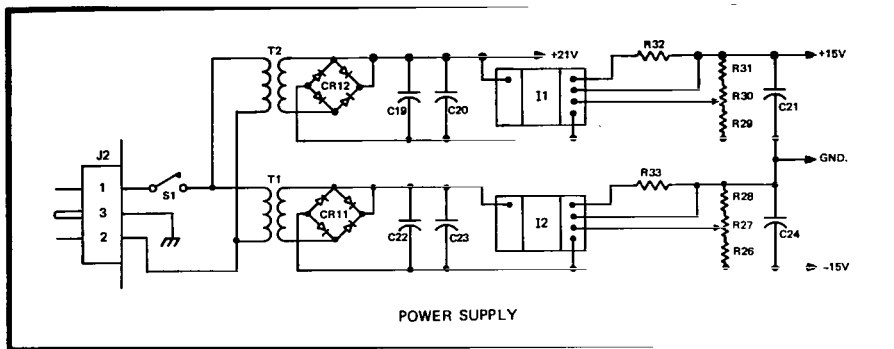 T2
R32
+21V
+15V
CR12
I1
R31
R30
R29
C19
C20
C21
J2
1
3
2
S1
T1
GND.
R33
CR11
I2
R28
R27
R26
C22
C23
C24
-15V
POWER SUPPLY